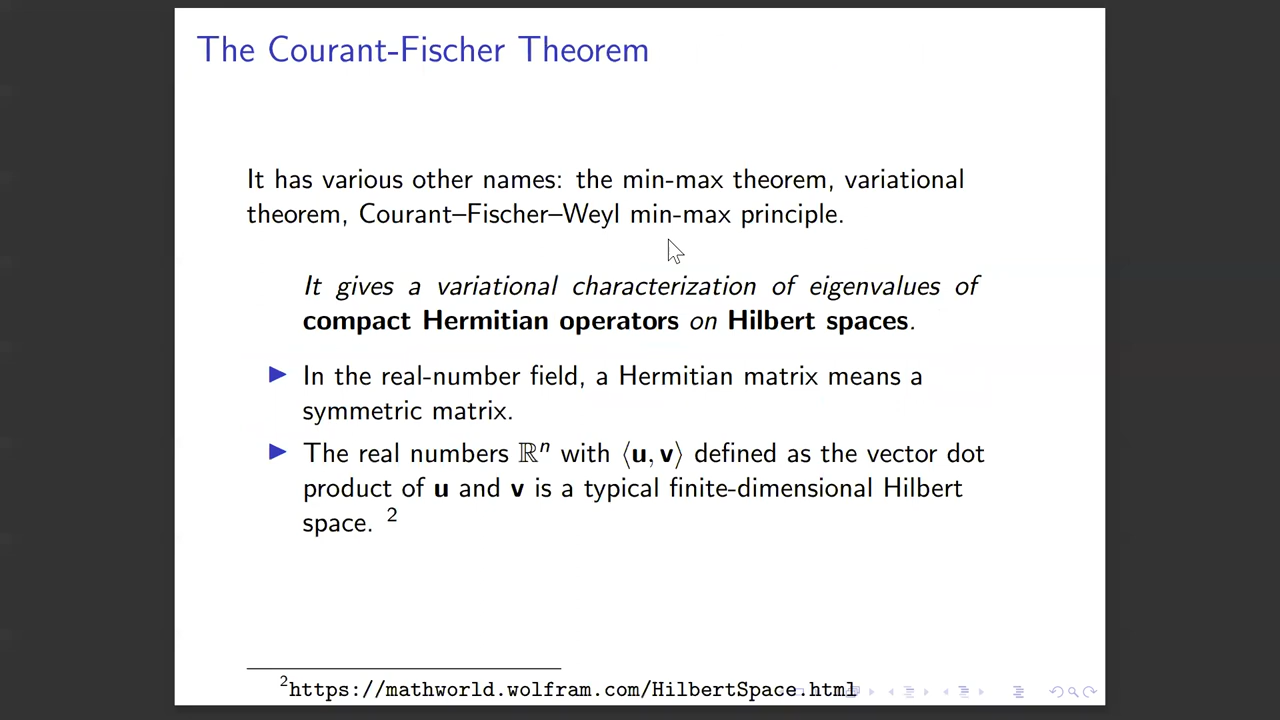 The Courant-Fischer Theorem
It has various other names: the min-max theorem, variational
theorem, Courant–Fischer–Weyl min-max principle.
It gives a variational characterization of eigenvalues of
compact Hermitian operators on Hilbert spaces.
In the real-number field, a Hermitian matrix means a
symmetric matrix.
The real numbers ℝⁿ with ⟨u, v⟩ defined as the vector dot
product of u and v is a typical finite-dimensional Hilbert
space. ²
²https://mathworld.wolfram.com/HilbertSpace.html